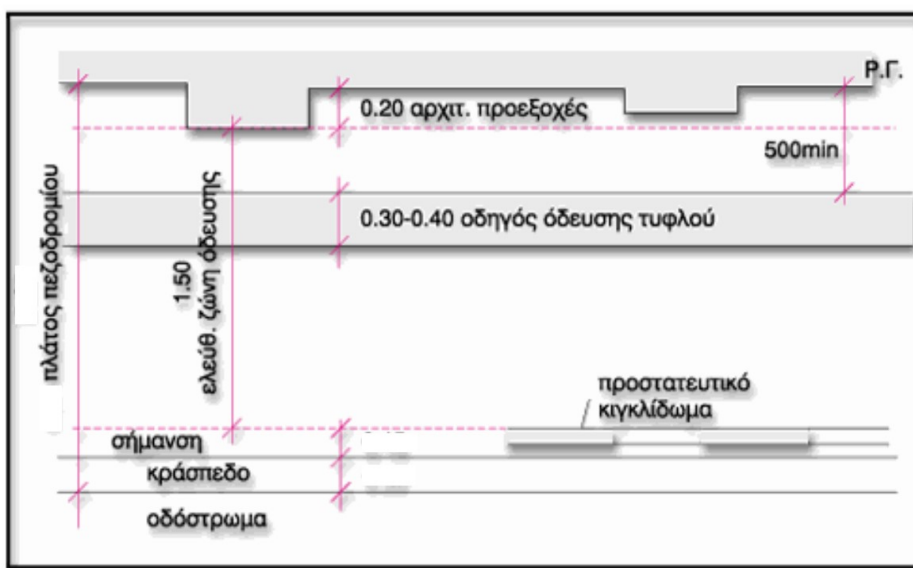 Ρ.Γ.
0.20 αρχιτ. προεξοχές
500min
0.30-0.40 οδηγός όδευσης τυφλού
πλάτος πεζοδρομίου
1.50
ελεύθ. ζώνη όδευσης
προστατευτικό
κιγκλίδωμα
σήμανση
κράσπεδο
οδόστρωμα